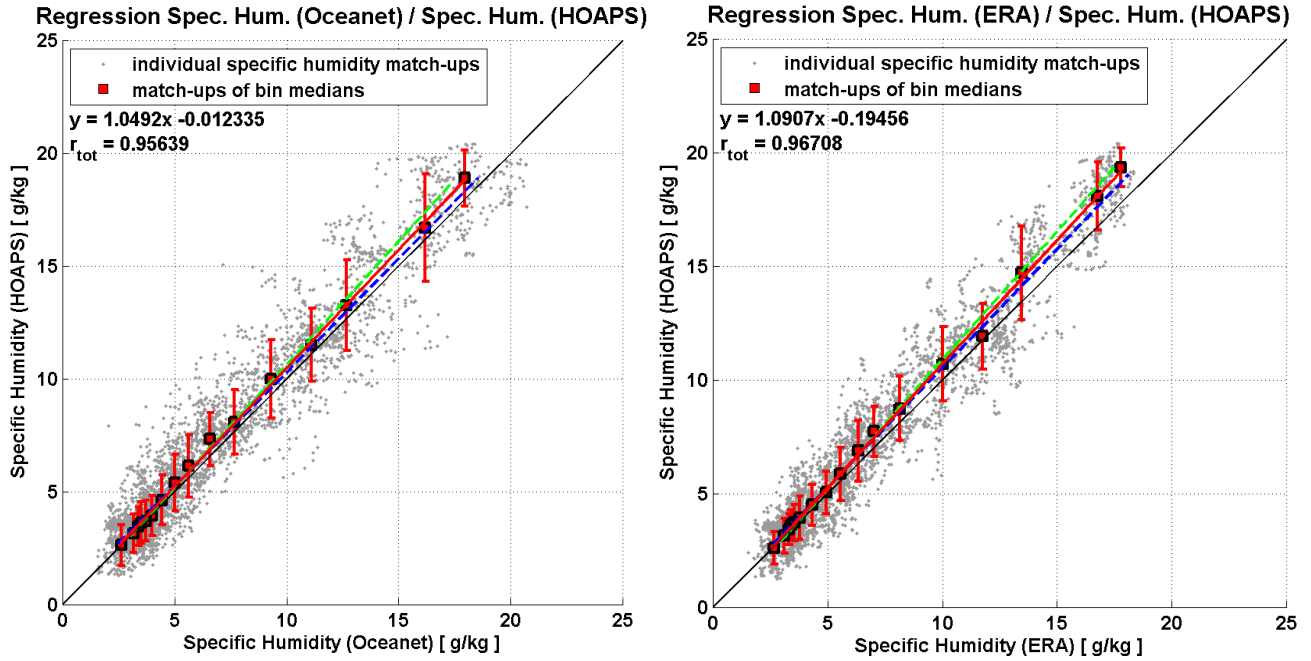 Regression Spec. Hum. (Oceanet) / Spec. Hum. (HOAPS)
25
20
15
10
5
0
Specific Humidity (HOAPS) [ g/kg ]
individual specific humidity match-ups
match-ups of bin medians
y = 1.0492x -0.012335
r_tot = 0.95639
0 5 10 15 20 25
Specific Humidity (Oceanet) [ g/kg ]
Regression Spec. Hum. (ERA) / Spec. Hum. (HOAPS)
25
20
15
10
5
0
Specific Humidity (HOAPS) [ g/kg ]
individual specific humidity match-ups
match-ups of bin medians
y = 1.0907x -0.19456
r_tot = 0.96708
0 5 10 15 20 25
Specific Humidity (ERA) [ g/kg ]